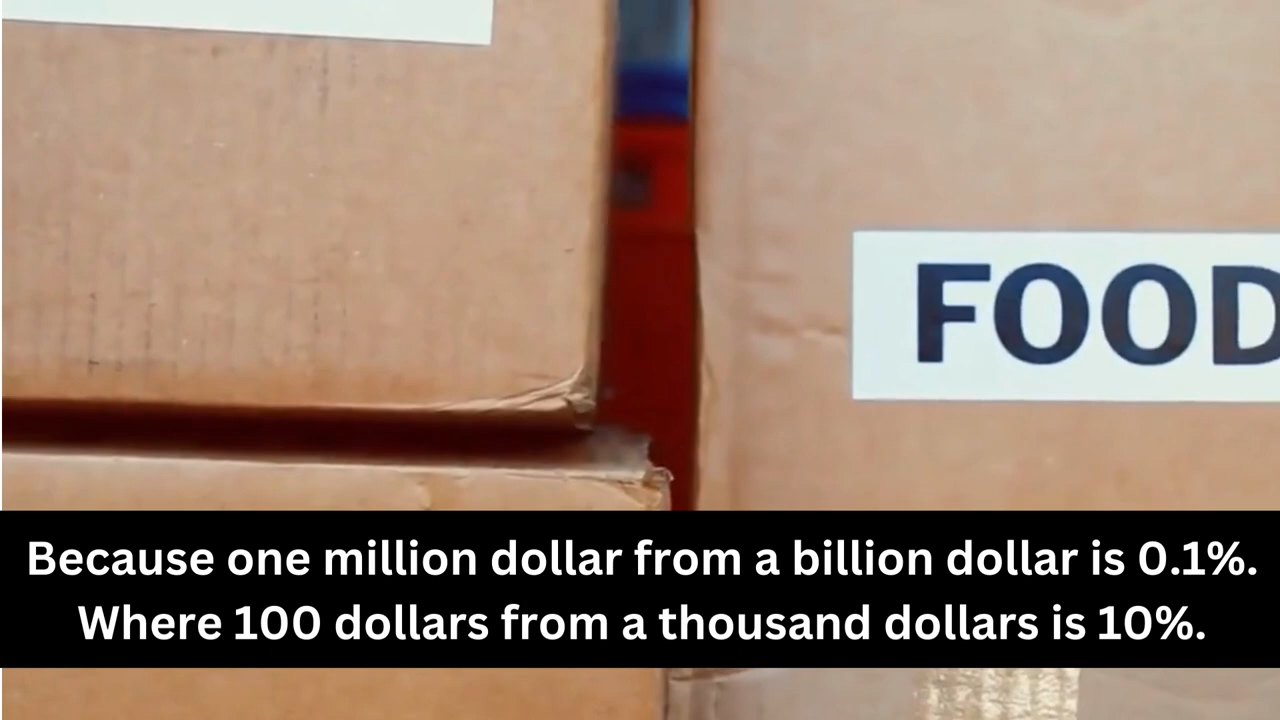 FOOD
Because one million dollar from a billion dollar is 0.1%.
Where 100 dollars from a thousand dollars is 10%.